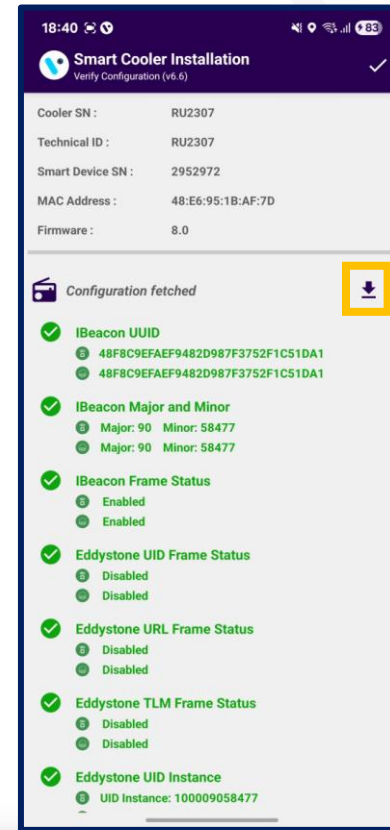 18:40
83
Smart Cooler Installation
Verify Configuration (v6.6)
Cooler SN : RU2307
Technical ID : RU2307
Smart Device SN : 2952972
MAC Address : 48:E6:95:1B:AF:7D
Firmware : 8.0
Configuration fetched
IBeacon UUID
48F8C9EFAEF9482D987F3752F1C51DA1
48F8C9EFAEF9482D987F3752F1C51DA1
IBeacon Major and Minor
Major: 90 Minor: 58477
Major: 90 Minor: 58477
IBeacon Frame Status
Enabled
Enabled
Eddystone UID Frame Status
Disabled
Disabled
Eddystone URL Frame Status
Disabled
Disabled
Eddystone TLM Frame Status
Disabled
Disabled
Eddystone UID Instance
UID Instance: 100009058477